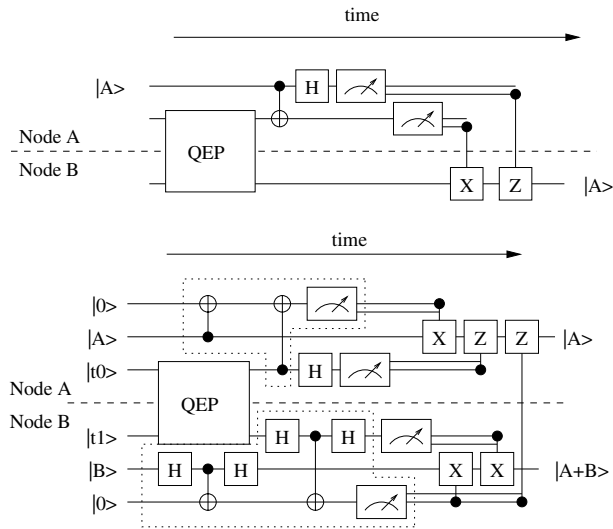 time
|A> H
QEP
Node A
Node B
X Z |A>
time
|0>
|A> X Z Z |A>
|t0> H
QEP
Node A
Node B
|t1> H H
|B> H H X X |A+B>
|0>